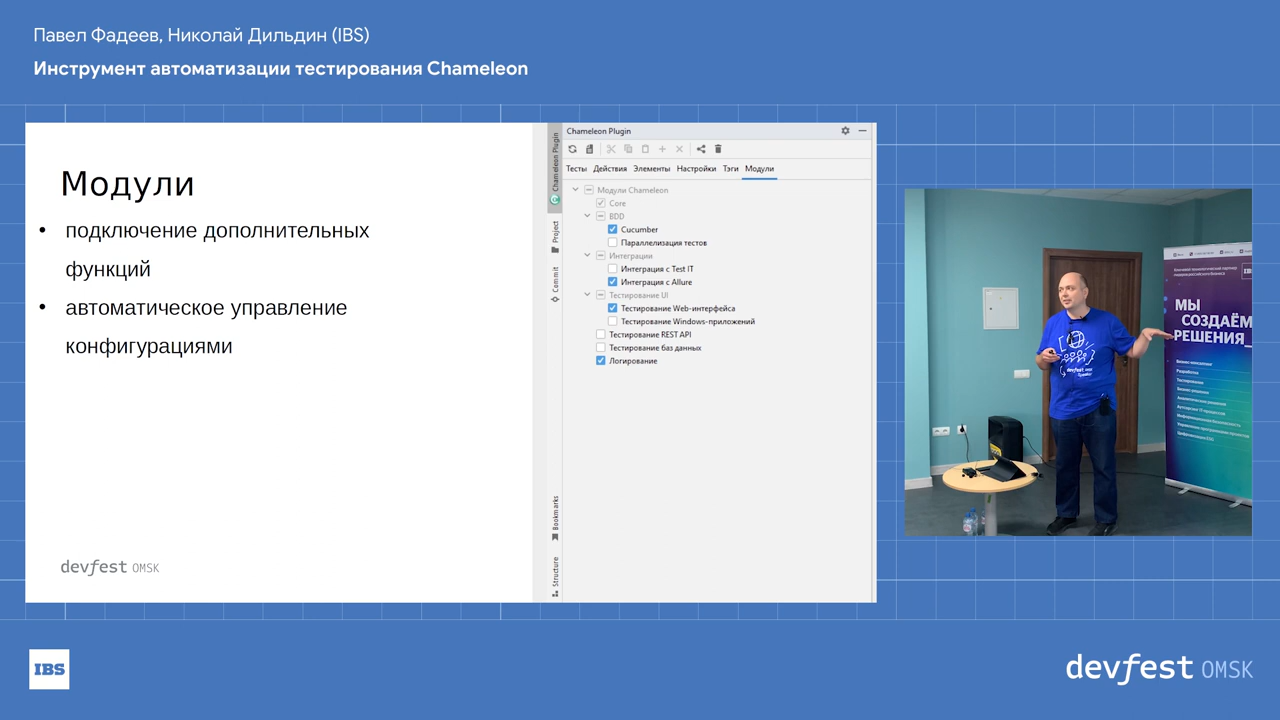 Павел Фадеев, Николай Дильдин (IBS)
Инструмент автоматизации тестирования Chameleon
Модули
• подключение дополнительных
функций
• автоматическое управление
конфигурациями
devfest OMSK
Chameleon Plugin
Chameleon Plugin
Project
Commit
Bookmarks
Structure
Тесты Действия Элементы Настройки Тэги Модули
Модули Chameleon
Core
BDD
Cucumber
Параллелизация тестов
Интеграции
Интеграция с Test IT
Интеграция с Allure
Тестирование UI
Тестирование Web-интерфейса
Тестирование Windows-приложений
Тестирование REST API
Тестирование баз данных
Логирование
МЫ
СОЗДАЁМ
РЕШЕНИЯ_
devfest
Speaker
IBS
devfest OMSK